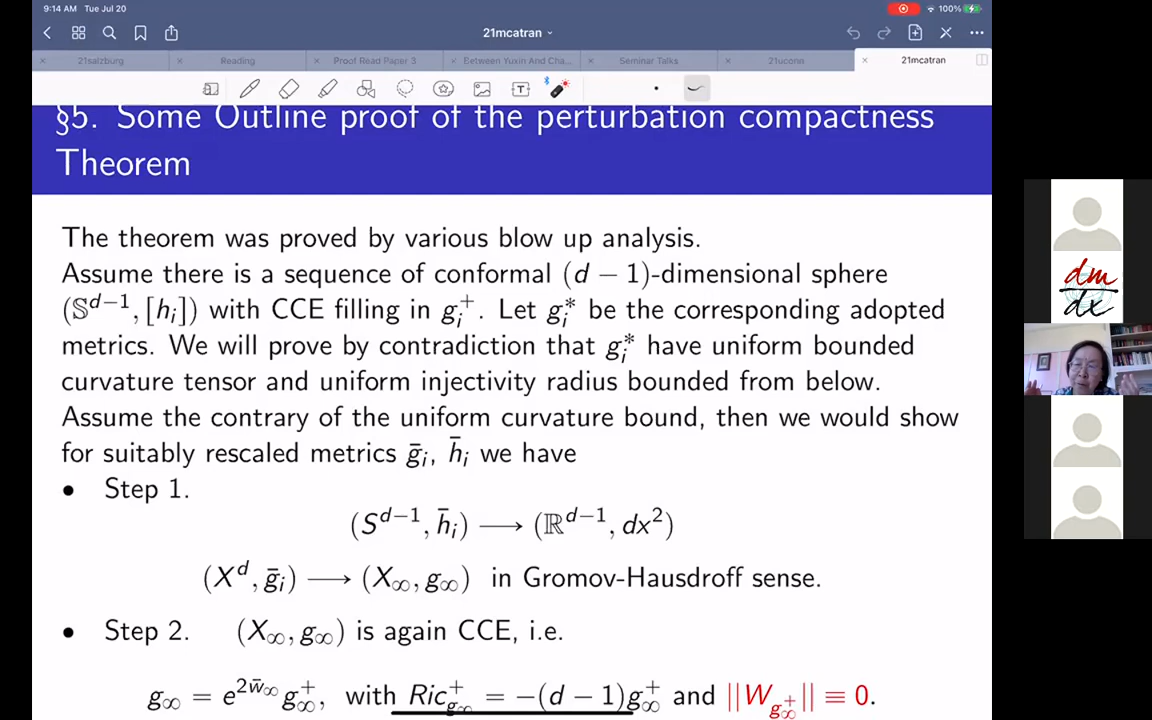 9:14 AM Tue Jul 20
100%
21mcatran
21salzburg
Reading
Proof Read Paper 3
Between Yuxin And Cha...
Seminar Talks
21uconn
21mcatran
§5. Some Outline proof of the perturbation compactness
Theorem
The theorem was proved by various blow up analysis.
Assume there is a sequence of conformal (d − 1)-dimensional sphere
(𝕊^{d−1}, [h_i]) with CCE filling in g_i^+. Let g_i^* be the corresponding adopted
metrics. We will prove by contradiction that g_i^* have uniform bounded
curvature tensor and uniform injectivity radius bounded from below.
Assume the contrary of the uniform curvature bound, then we would show
for suitably rescaled metrics ḡ_i, h̄_i we have
• Step 1.
(S^{d−1}, h̄_i) ⟶ (ℝ^{d−1}, dx²)
(X^d, ḡ_i) ⟶ (X_∞, g_∞) in Gromov-Hausdroff sense.
• Step 2. (X_∞, g_∞) is again CCE, i.e.
g_∞ = e^{2w̄_∞} g_∞^+, with Ric_{g_∞}^+ = −(d − 1)g_∞^+ and ||W_{g_∞^+}|| ≡ 0.
dm
dx